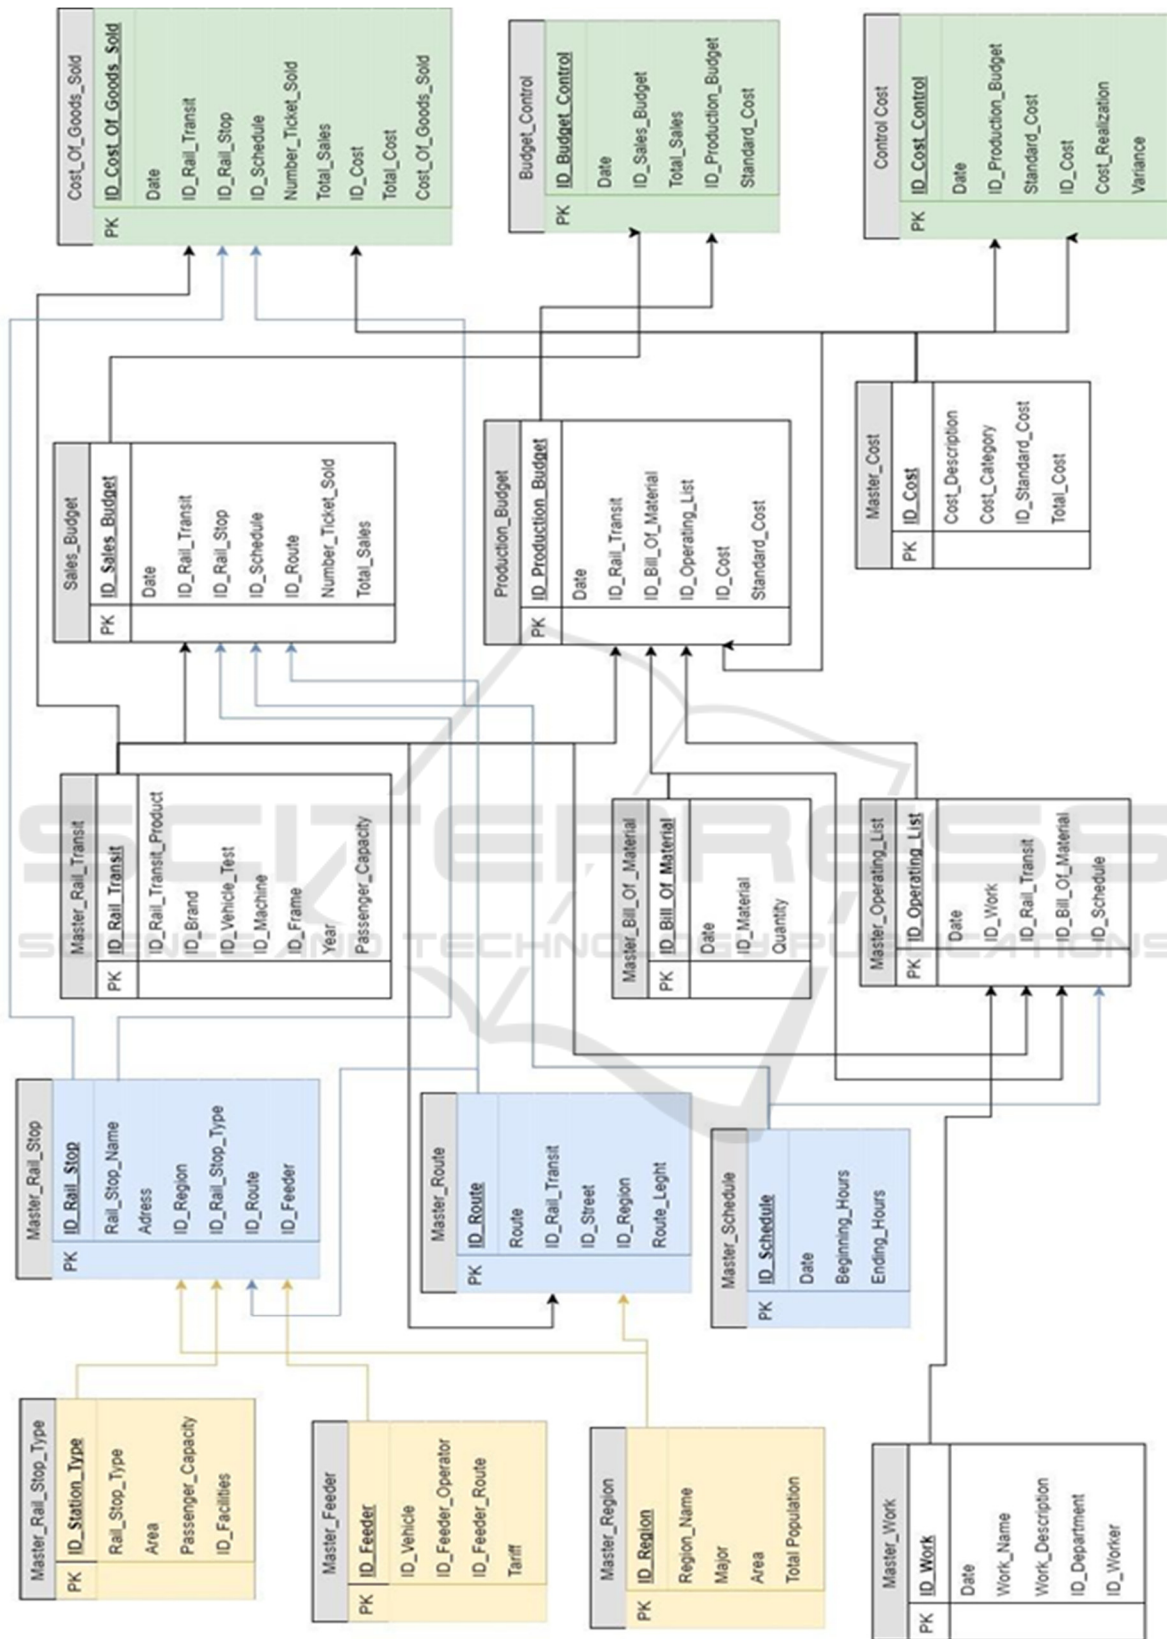 Master_Rail_Stop_Type
PK
ID_Station_Type
Rail_Stop_Type
Area
Passenger_Capacity
ID_Facilities
Master_Feeder
PK
ID_Feeder
ID_Vehicle
ID_Feeder_Operator
ID_Feeder_Route
Tariff
Master_Region
PK
ID_Region
Region_Name
Major
Area
Total Population
Master_Work
PK
ID_Work
Date
Work_Name
Work_Description
ID_Department
ID_Worker
Master_Rail_Stop
PK
ID_Rail_Stop
Rail_Stop_Name
Adress
ID_Region
ID_Rail_Stop_Type
ID_Route
ID_Feeder
Master_Route
PK
ID_Route
Route
ID_Rail_Transit
ID_Street
ID_Region
Route_Leght
Master_Schedule
PK
ID_Schedule
Date
Beginning_Hours
Ending_Hours
Master_Rail_Transit
PK
ID_Rail_Transit
ID_Rail_Transit_Product
ID_Brand
ID_Vehicle_Test
ID_Machine
ID_Frame
Year
Passenger_Capacity
Master_Bill_Of_Material
PK
ID_Bill_Of_Material
Date
ID_Material
Quantity
Master_Operating_List
PK
ID_Operating_List
Date
ID_Work
ID_Rail_Transit
ID_Bill_Of_Material
ID_Schedule
Sales_Budget
PK
ID_Sales_Budget
Date
ID_Rail_Transit
ID_Rail_Stop
ID_Schedule
ID_Route
Number_Ticket_Sold
Total_Sales
Production_Budget
PK
ID_Production_Budget
Date
ID_Rail_Transit
ID_Bill_Of_Material
ID_Operating_List
ID_Cost
Standard_Cost
Master_Cost
PK
ID_Cost
Cost_Description
Cost_Category
ID_Standard_Cost
Total_Cost
Cost_Of_Goods_Sold
PK
ID_Cost_Of_Goods_Sold
Date
ID_Rail_Transit
ID_Rail_Stop
ID_Schedule
Number_Ticket_Sold
Total_Sales
ID_Cost
Total_Cost
Cost_Of_Goods_Sold
Budget_Control
PK
ID_Budget_Control
Date
ID_Sales_Budget
Total_Sales
ID_Production_Budget
Standard_Cost
Control Cost
PK
ID_Cost_Control
Date
ID_Production_Budget
Standard_Cost
ID_Cost
Cost_Realization
Variance
SCITEPRESS
SCIENCE AND TECHNOLOGY PUBLICATIONS